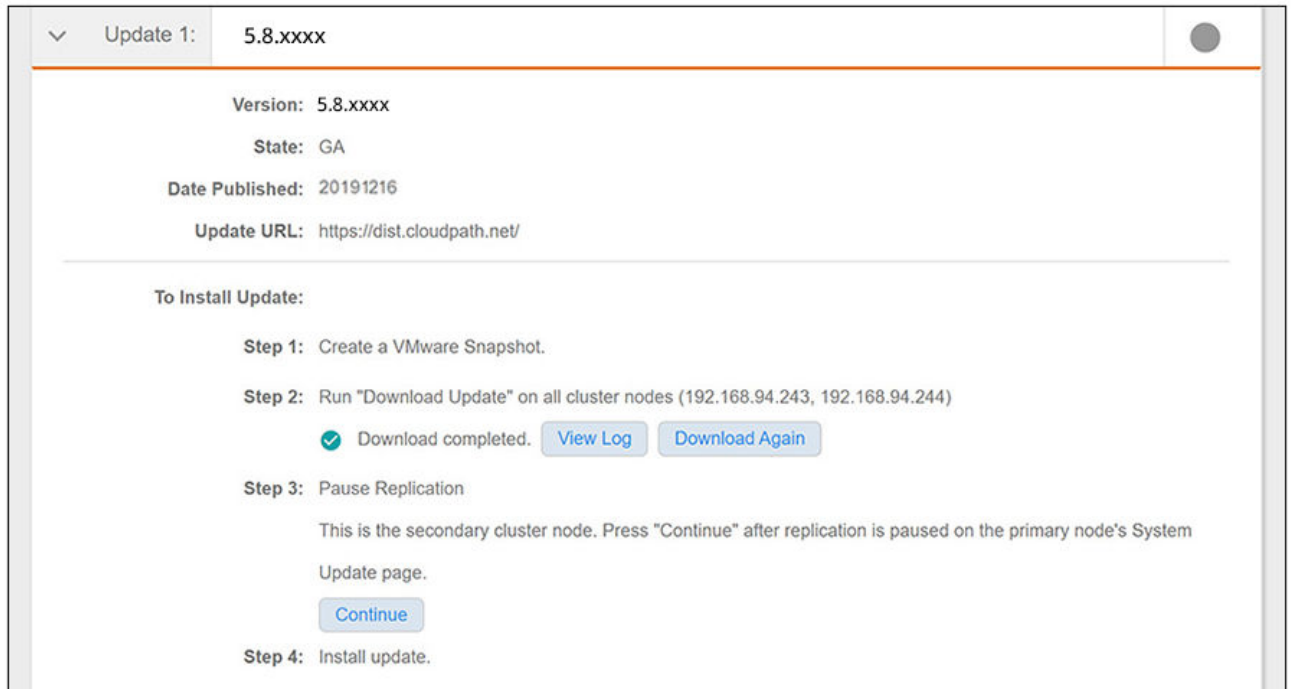 Update 1: 5.8.xxxx
Version: 5.8.xxxx
State: GA
Date Published: 20191216
Update URL: https://dist.cloudpath.net/
To Install Update:
Step 1: Create a VMware Snapshot.
Step 2: Run "Download Update" on all cluster nodes (192.168.94.243, 192.168.94.244)
Download completed. View Log Download Again
Step 3: Pause Replication
This is the secondary cluster node. Press "Continue" after replication is paused on the primary node's System
Update page.
Continue
Step 4: Install update.